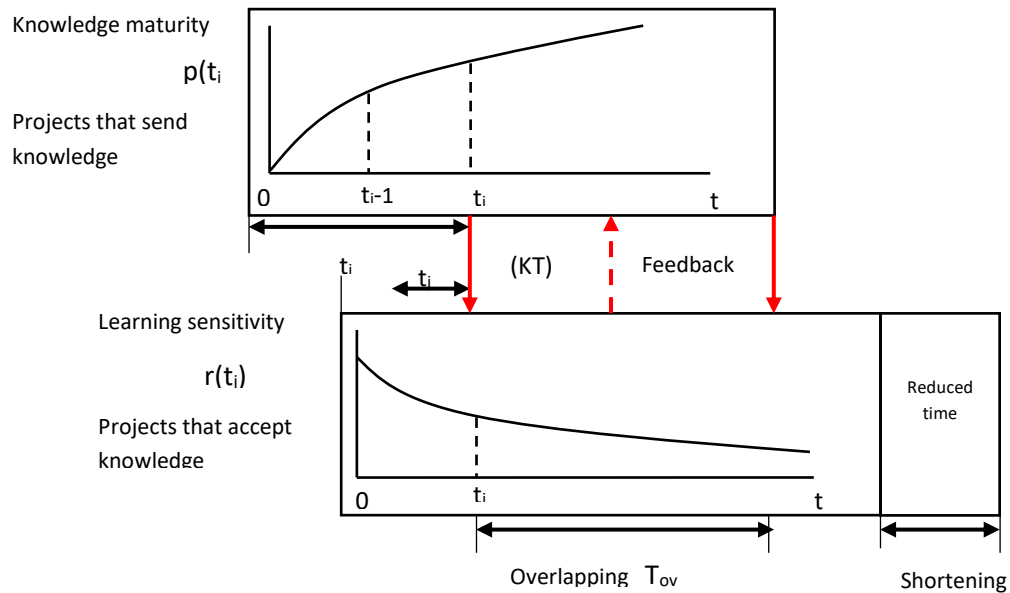 Knowledge maturity
p(tᵢ
Projects that send
knowledge
0
tᵢ-1
tᵢ
t
tᵢ
tᵢ
(KT)
Feedback
Learning sensitivity
r(tᵢ)
Projects that accept
knowledge
0
tᵢ
t
Reduced
time
Overlapping Tₒᵥ
Shortening